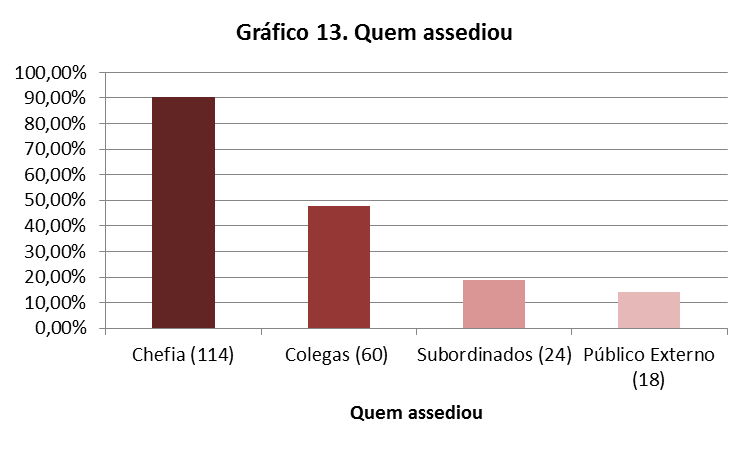 Gráfico 13. Quem assediou
100,00%
90,00%
80,00%
70,00%
60,00%
50,00%
40,00%
30,00%
20,00%
10,00%
0,00%
Chefia (114)
Colegas (60)
Subordinados (24)
Público Externo
(18)
Quem assediou